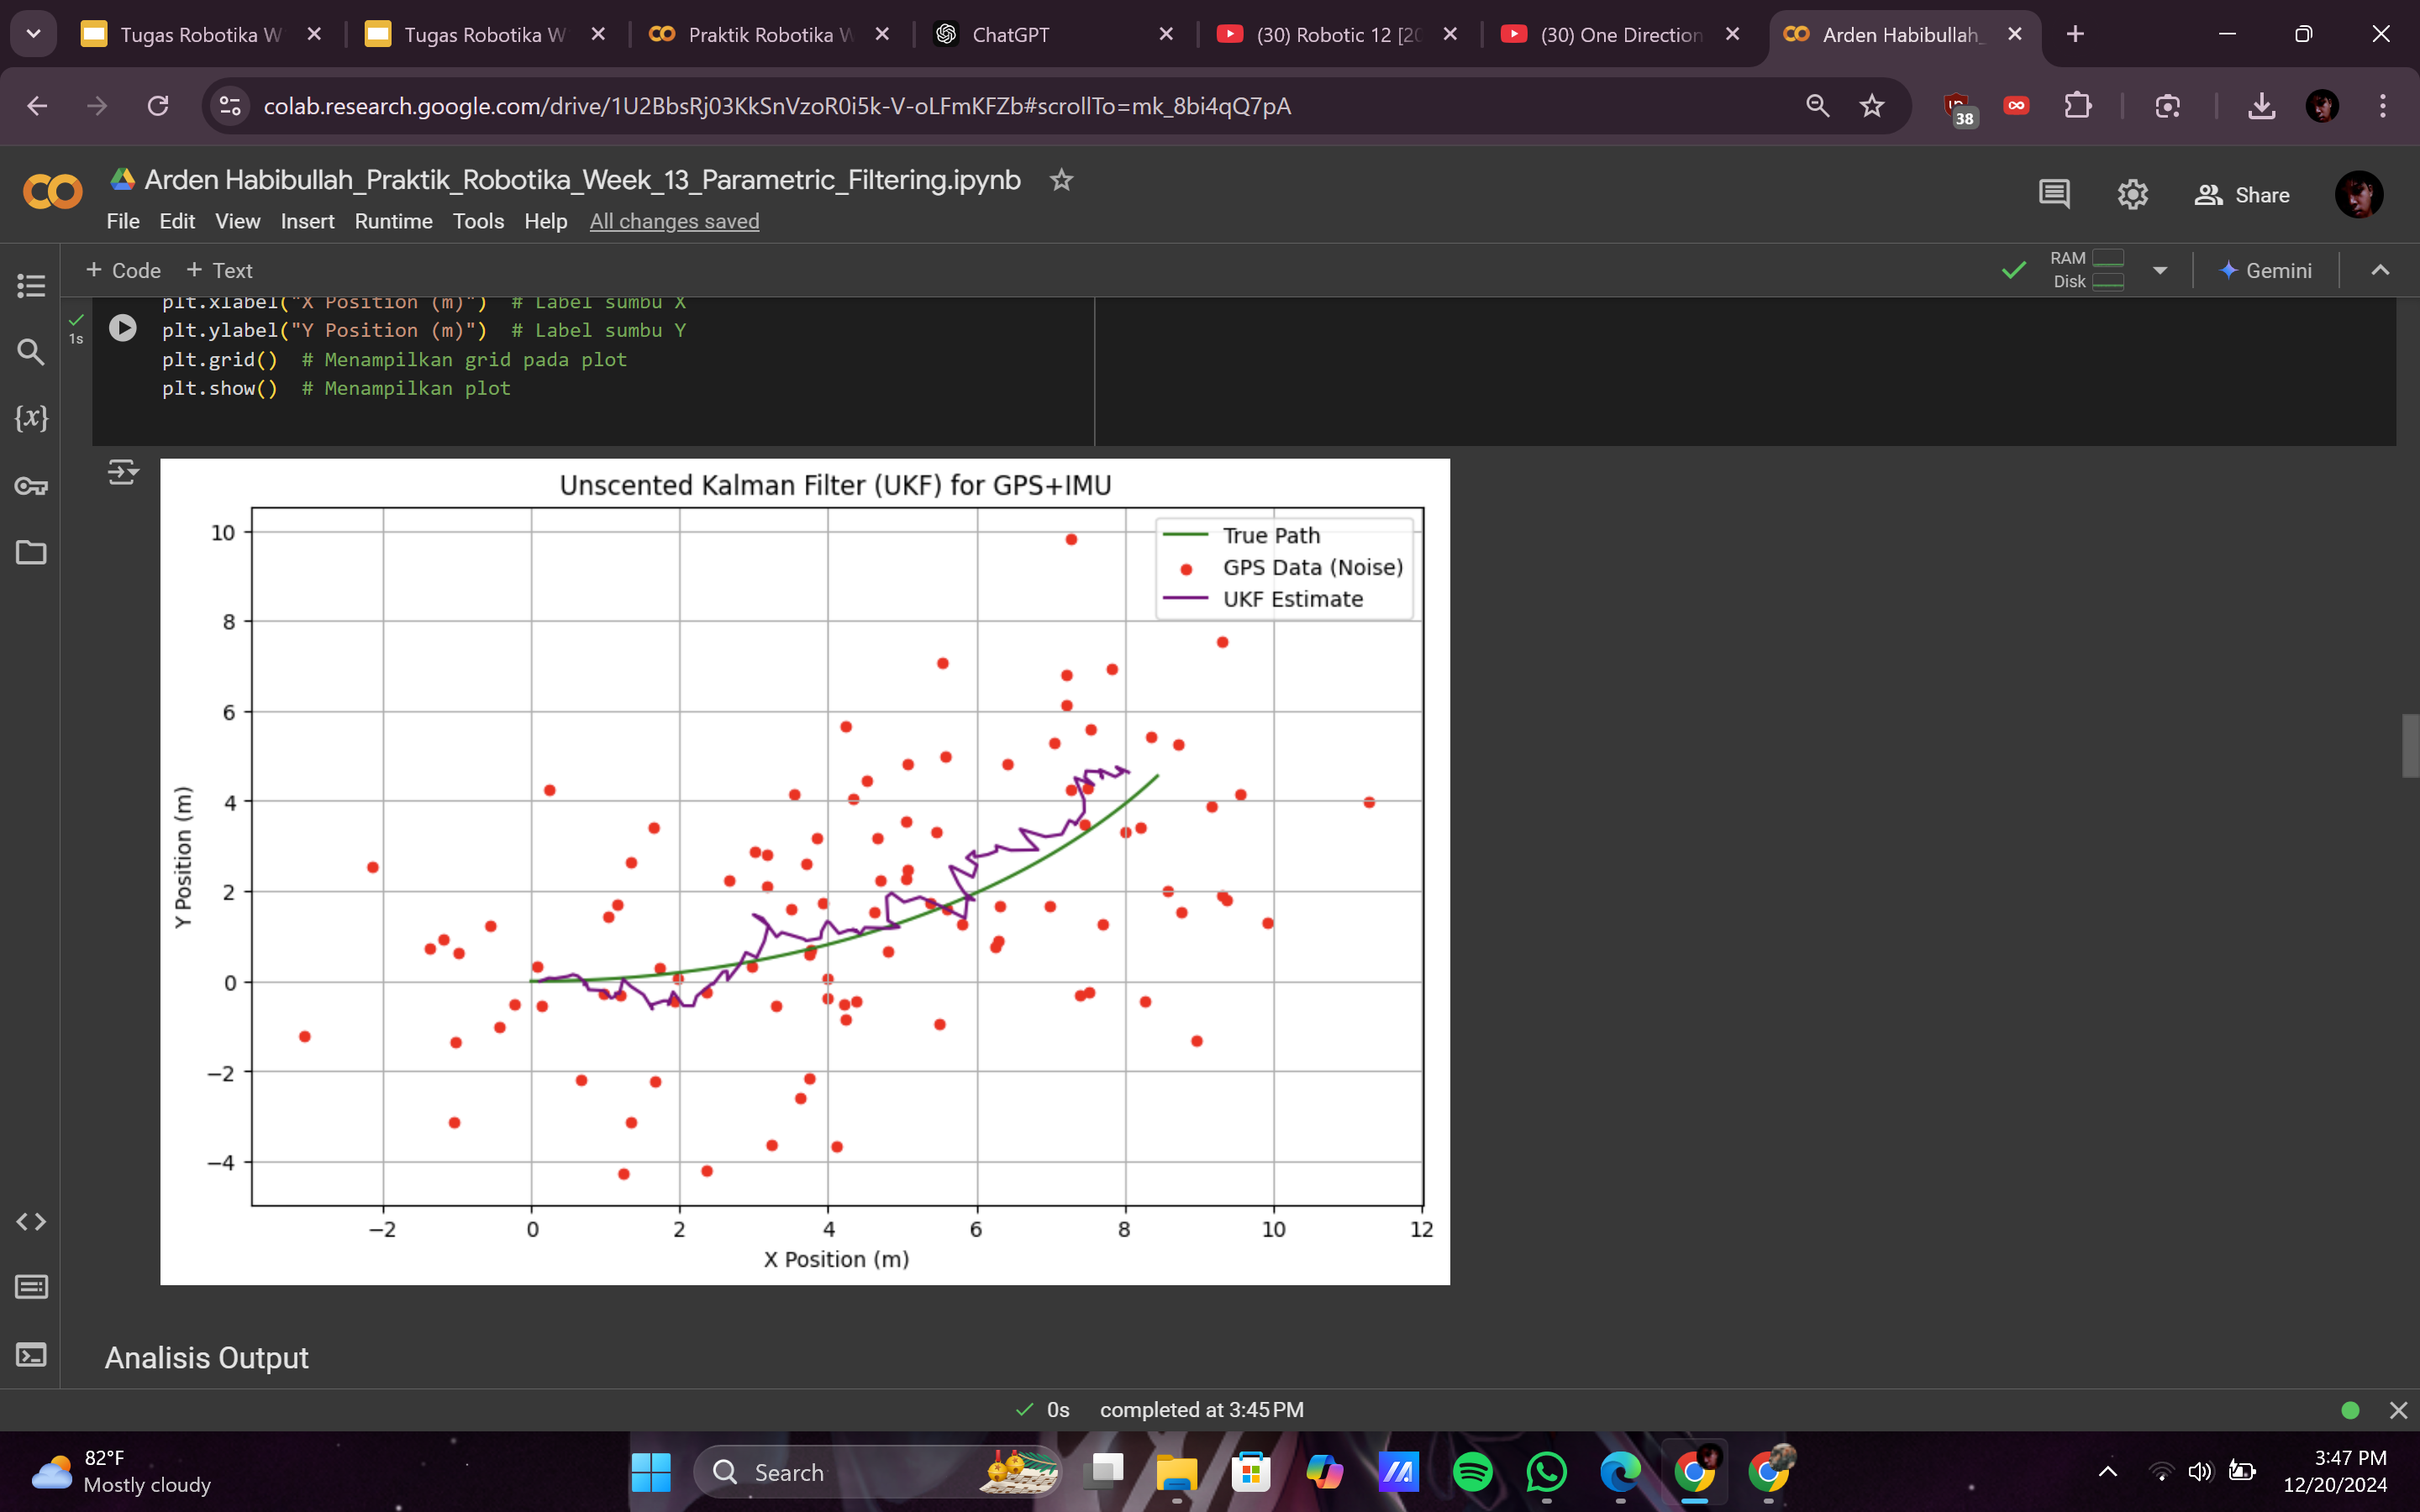 Tugas Robotika W
Tugas Robotika W
Praktik Robotika W
ChatGPT
(30) Robotic 12 [20
(30) One Direction
Arden Habibullah_
colab.research.google.com/drive/1U2BbsRj03KkSnVzoR0i5k-V-oLFmKFZb#scrollTo=mk_8bi4qQ7pA
38
Arden Habibullah_Praktik_Robotika_Week_13_Parametric_Filtering.ipynb
Share
File Edit View Insert Runtime Tools Help All changes saved
+ Code + Text
RAM
Disk
Gemini
plt.xlabel("X Position (m)") # Label sumbu X
1s
plt.ylabel("Y Position (m)") # Label sumbu Y
plt.grid() # Menampilkan grid pada plot
plt.show() # Menampilkan plot
{x}
Unscented Kalman Filter (UKF) for GPS+IMU
True Path
GPS Data (Noise)
UKF Estimate
10
8
6
4
2
0
−2
−4
Y Position (m)
−2 0 2 4 6 8 10 12
X Position (m)
Analisis Output
0s completed at 3:45 PM
82°F
Mostly cloudy
Search
3:47 PM
12/20/2024